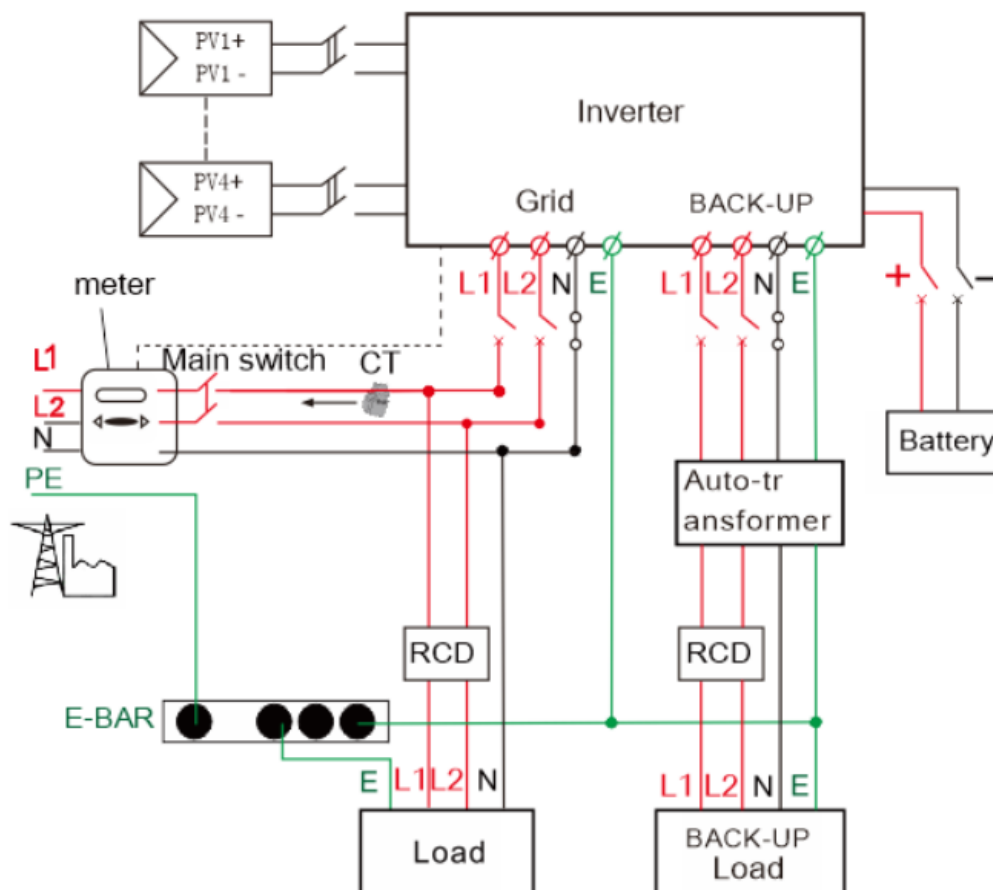 PV1+
PV1 -
Inverter
PV4+
PV4 -
Grid
BACK-UP
L1 L2 N E
L1 L2 N E
+
−
meter
Main switch
CT
L1
L2
N
PE
Battery
Auto-tr
ansformer
RCD
RCD
E-BAR
E L1 L2 N
L1 L2 N E
Load
BACK-UP
Load